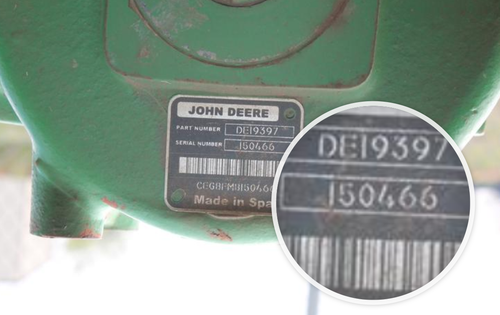 JOHN DEERE
PART NUMBER DE19397
SERIAL NUMBER 150466
Made in Spa
DE19397
150466